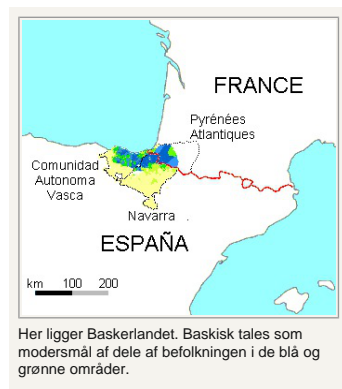 FRANCE
Pyrénées
Atlantiques
Comunidad
Autonoma
Vasca
Navarra
ESPAÑA
km 100 200
Her ligger Baskerlandet. Baskisk tales som
modersmål af dele af befolkningen i de blå og
grønne områder.